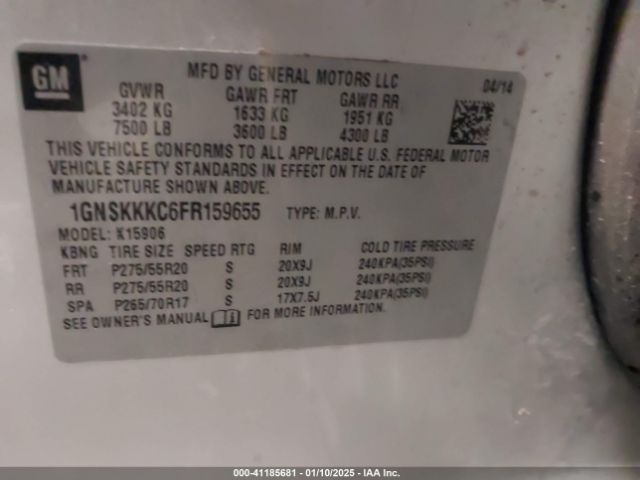 GM
MFD BY GENERAL MOTORS LLC 04/14
GVWR GAWR FRT GAWR RR
3402 KG 1633 KG 1951 KG
7500 LB 3600 LB 4300 LB
THIS VEHICLE CONFORMS TO ALL APPLICABLE U.S. FEDERAL MOTOR
VEHICLE SAFETY STANDARDS IN EFFECT ON THE DATE OF
MANUFACTURE SHOWN ABOVE.
1GNSKKKC6FR159655 TYPE: M.P.V.
MODEL: K15906
KBNG TIRE SIZE SPEED RTG RIM COLD TIRE PRESSURE
FRT P275/55R20 S 20X9J 240KPA(35PSI)
RR P275/55R20 S 20X9J 240KPA(35PSI)
SPA P265/70R17 S 17X7.5J 240KPA(35PSI)
SEE OWNER'S MANUAL FOR MORE INFORMATION.
000-41185681 - 01/10/2025 - IAA Inc.